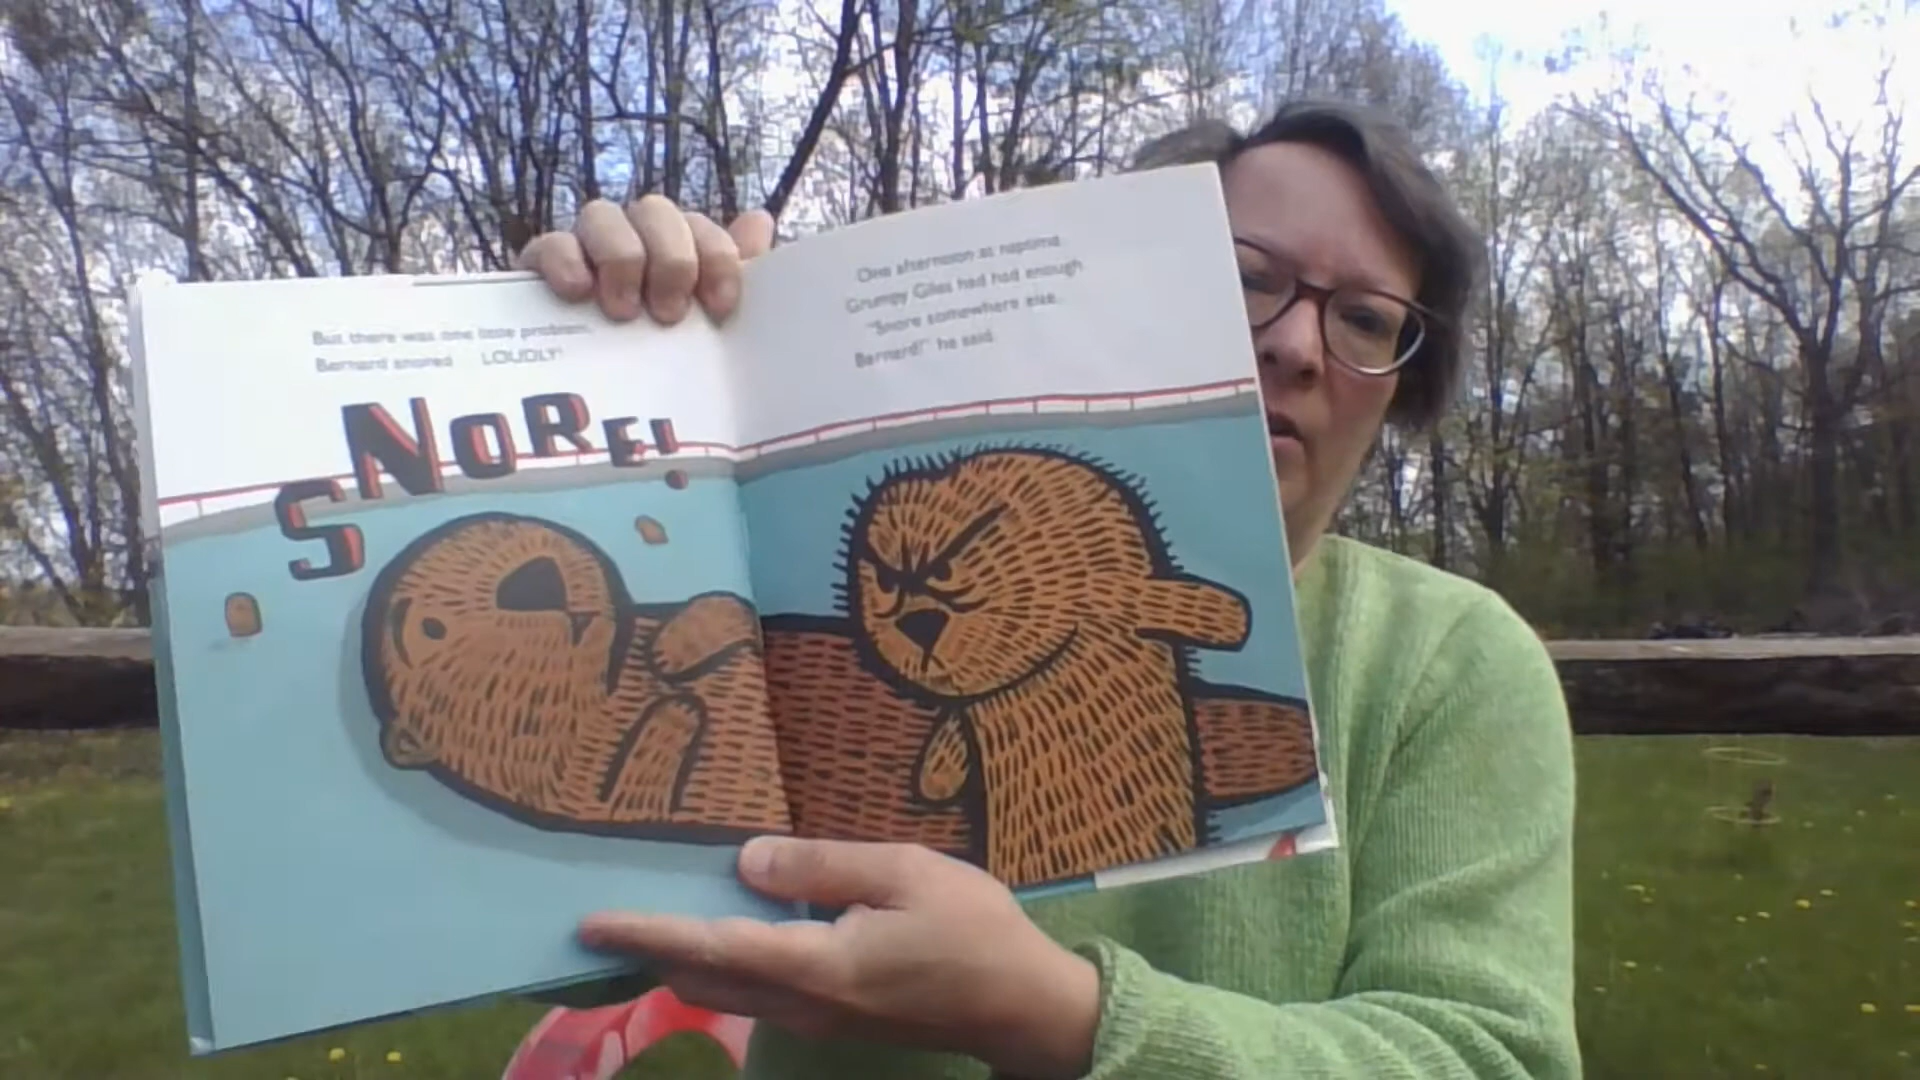 But there was one little problem.
Bernard snored LOUDLY!
SNORE!
One afternoon at naptime,
Grumpy Giles had had enough.
"Snore somewhere else,
Bernard!" he said.